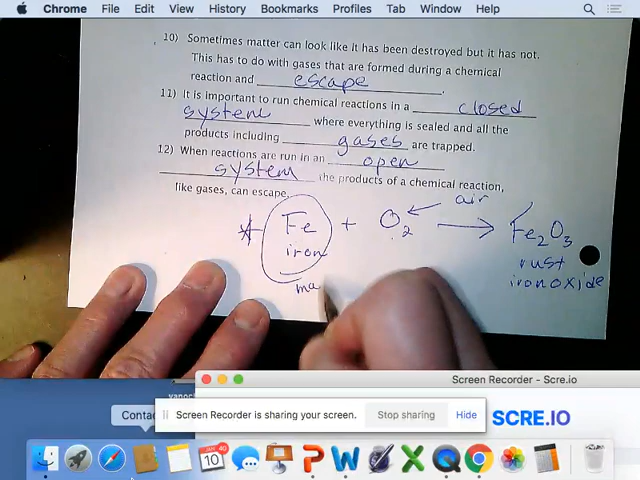 Chrome File Edit View History Bookmarks Profiles Tab Window Help
10) Sometimes matter can look like it has been destroyed but it has not.
This has to do with gases that are formed during a chemical
reaction and escape.
11) It is important to run chemical reactions in a closed
system where everything is sealed and all the
products including gases are trapped.
12) When reactions are run in an open
system the products of a chemical reaction,
like gases, can escape.
air
Fe + O2 → Fe2O3
iron
rust
iron oxide
ma
Screen Recorder - Scre.io
Screen Recorder is sharing your screen. Stop sharing Hide
SCRE.IO
Conta
JAN
10